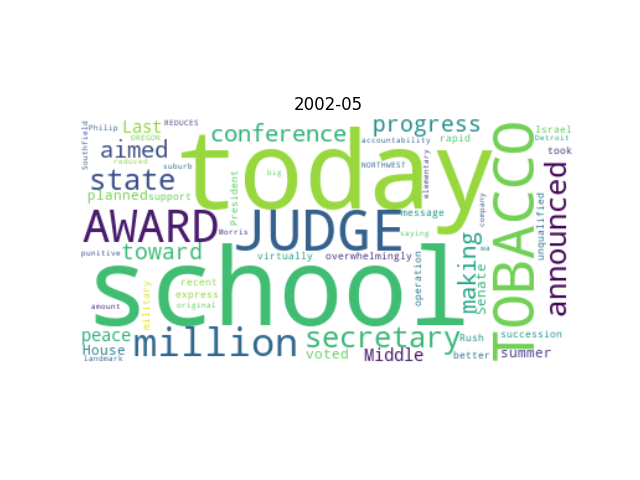 2002-05
Southfield
Philip
Last
REDUCES
OREGON
reduced
aimed
suburb
state
planned
support
conference
President
today
big
progress
accountability
rapid
NORTHWEST
elementary
Israel
Detroit
took
TOBACCO
AWARD
JUDGE
Morris
message
saying
company
wa
unqualified
announced
punitive
toward
virtually
overwhelmingly
school
operation
making
Senate
recent
express
original
military
amount
peace
House
landmark
million
secretary
voted
Middle
Rush
better
succession
summer